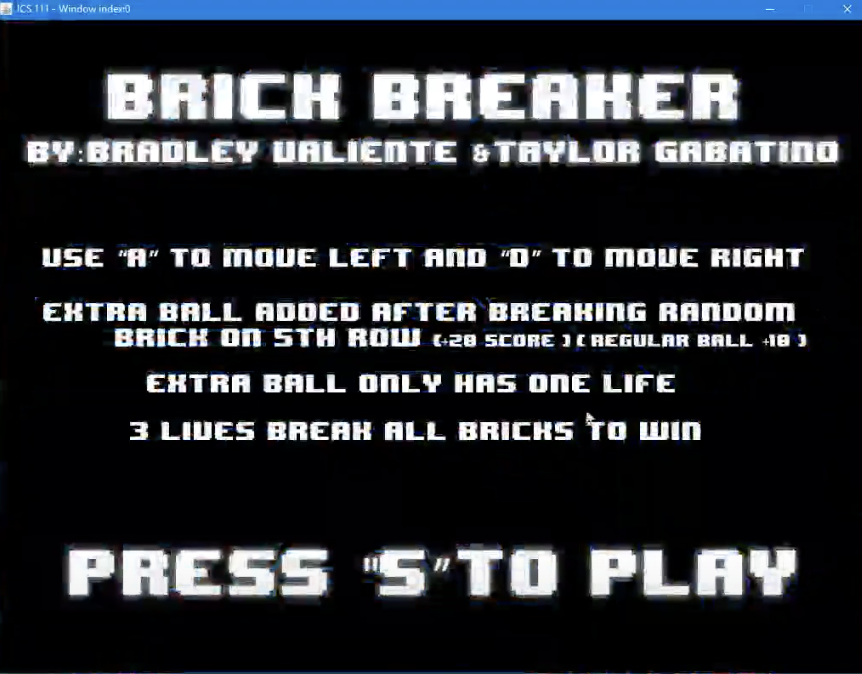 ICS 111 - Window index:0
BRICK BREAKER
BY:BRADLEY VALIENTE &TAYLOR GABATINO
USE "A" TO MOVE LEFT AND "D" TO MOVE RIGHT
EXTRA BALL ADDED AFTER BREAKING RANDOM
BRICK ON 5TH ROW (+20 SCORE ) ( REGULAR BALL +10 )
EXTRA BALL ONLY HAS ONE LIFE
3 LIVES BREAK ALL BRICKS TO WIN
PRESS "S"TO PLAY